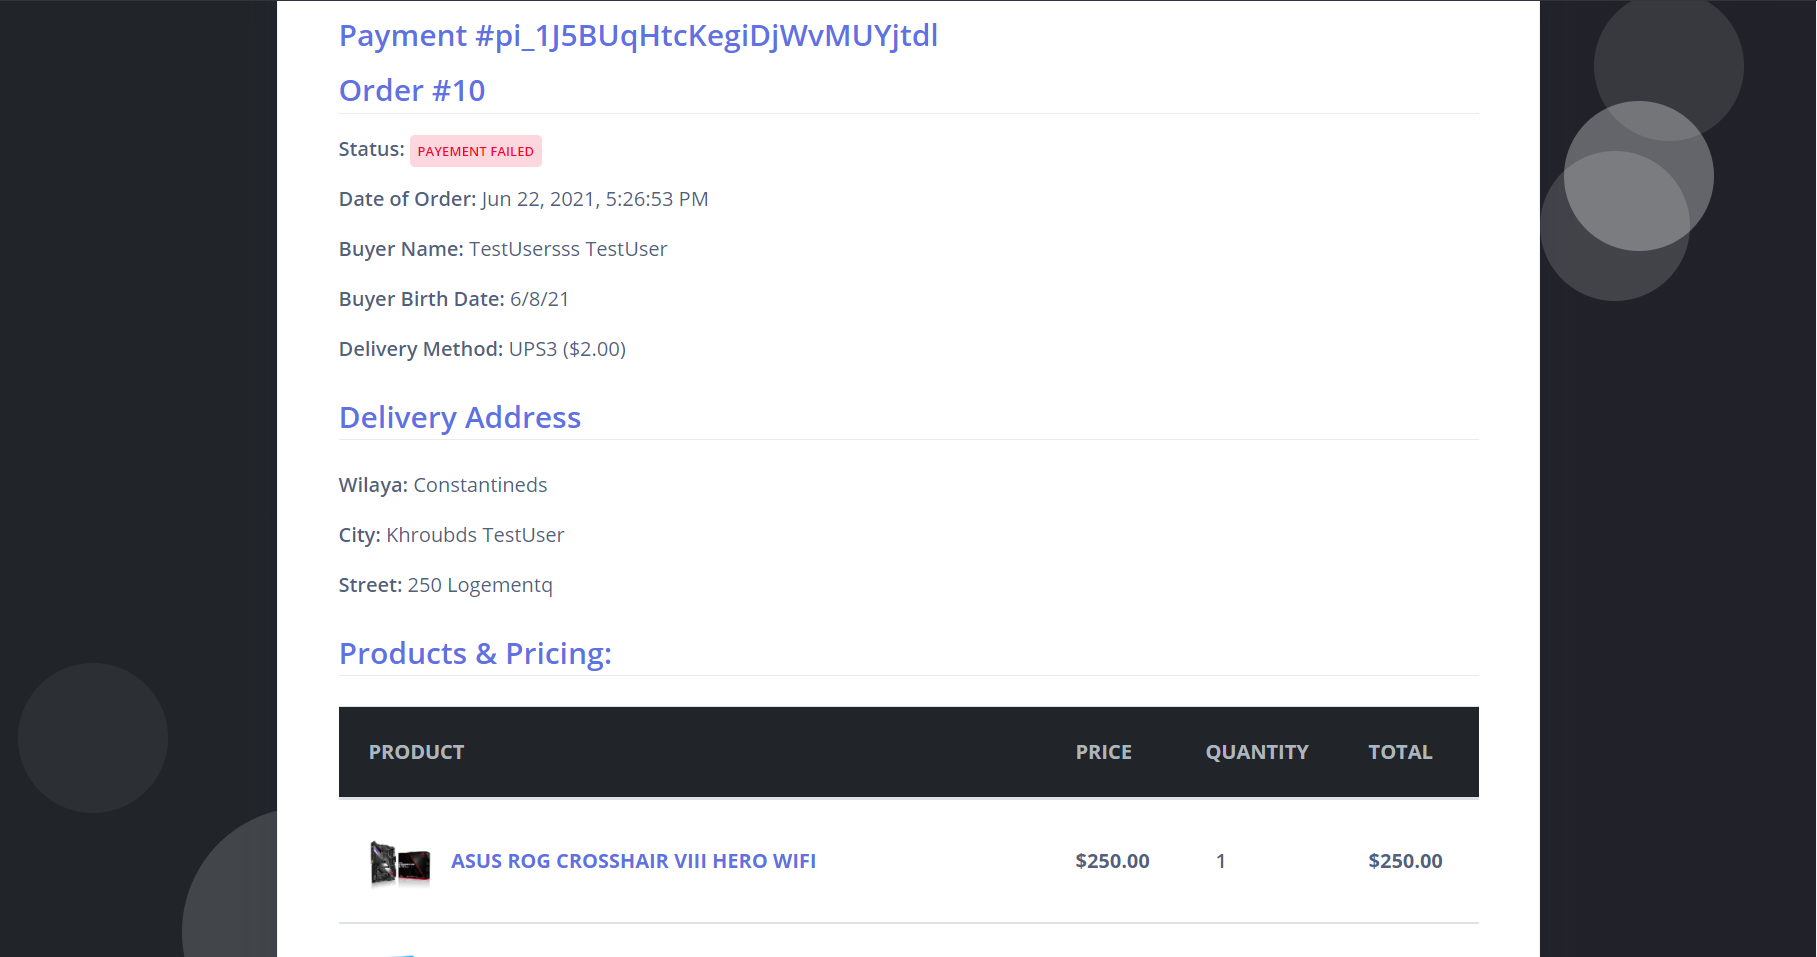 Payment #pi_1J5BUqHtcKegiDjWvMUYjtdl
Order #10
Status: PAYEMENT FAILED
Date of Order: Jun 22, 2021, 5:26:53 PM
Buyer Name: TestUsersss TestUser
Buyer Birth Date: 6/8/21
Delivery Method: UPS3 ($2.00)
Delivery Address
Wilaya: Constantineds
City: Khroubds TestUser
Street: 250 Logementq
Products & Pricing:
PRODUCT PRICE QUANTITY TOTAL
ASUS ROG CROSSHAIR VIII HERO WIFI $250.00 1 $250.00